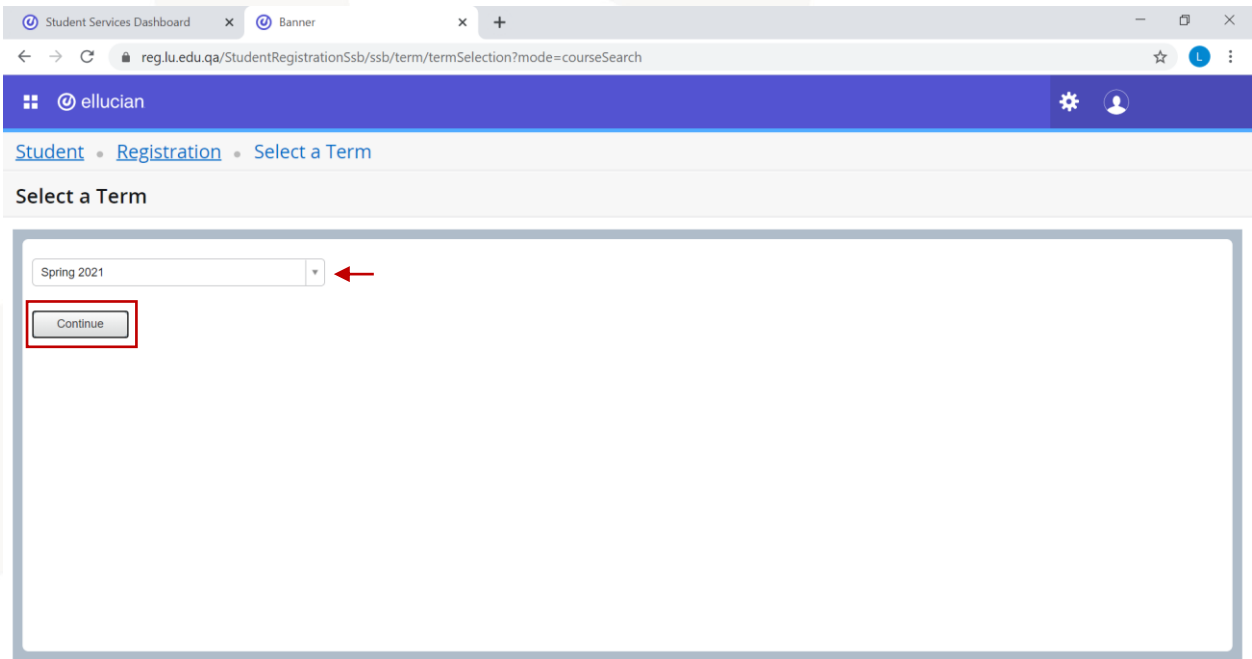 Student Services Dashboard
Banner
reg.lu.edu.qa/StudentRegistrationSsb/ssb/term/termSelection?mode=courseSearch
L
ellucian
Student • Registration • Select a Term
Select a Term
Spring 2021
Continue